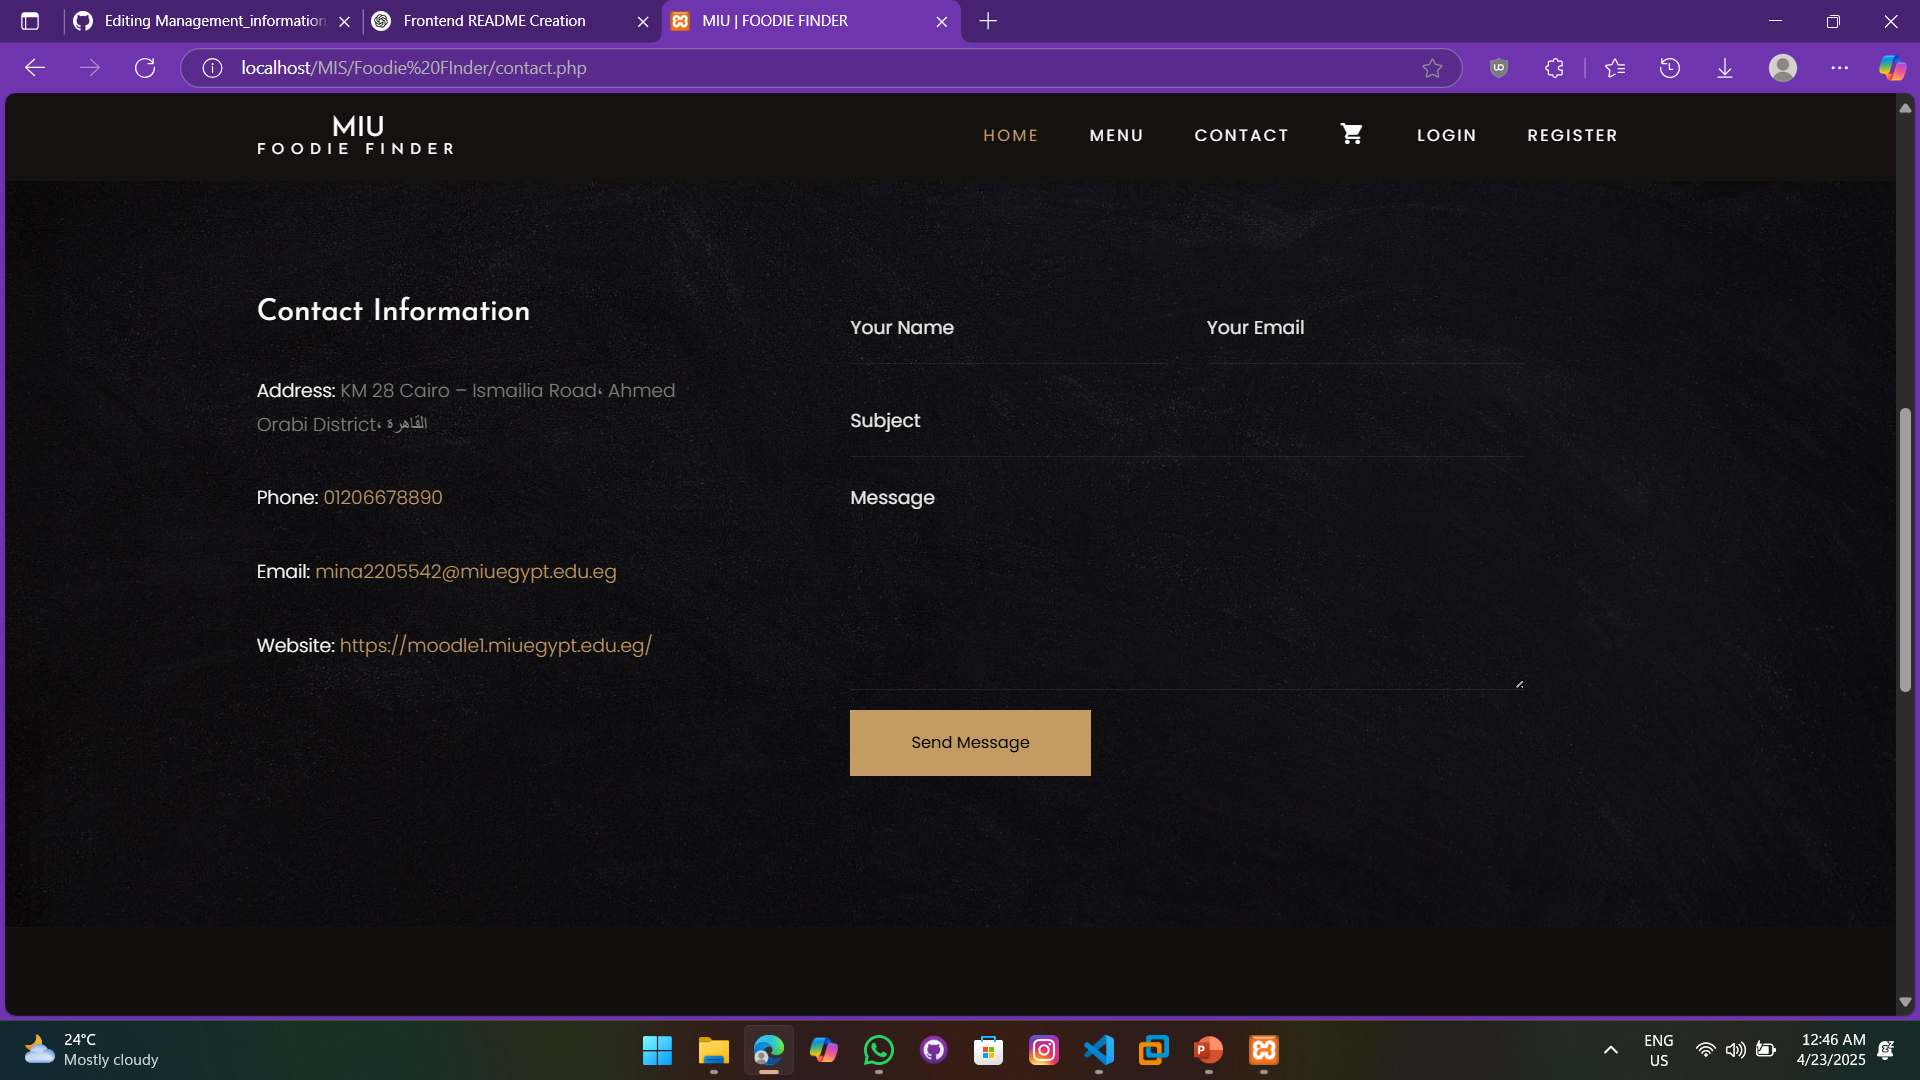 Editing Management_information
Frontend README Creation
MIU | FOODIE FINDER
localhost/MIS/Foodie%20FInder/contact.php
MIU
FOODIE FINDER
HOME
MENU
CONTACT
LOGIN
REGISTER
Contact Information
Address: KM 28 Cairo – Ismailia Road، Ahmed
Orabi District، القاهرة
Phone: 01206678890
Email: mina2205542@miuegypt.edu.eg
Website: https://moodle1.miuegypt.edu.eg/
Your Name
Your Email
Subject
Message
Send Message
24°C
Mostly cloudy
ENG
US
12:46 AM
4/23/2025